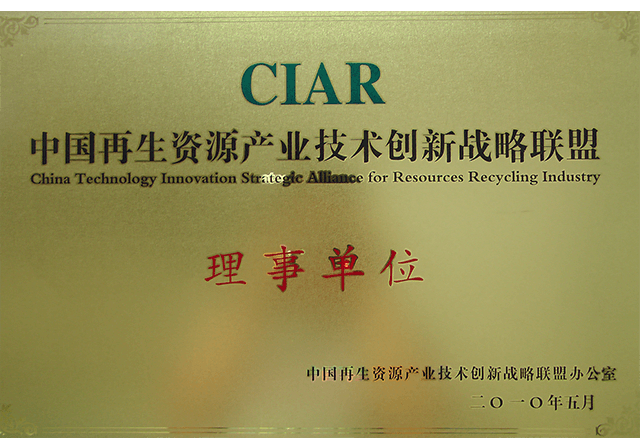 CIAR
中国再生资源产业技术创新战略联盟
China Technology Innovation Strategic Alliance for Resources Recycling Industry
理事单位
中国再生资源产业技术创新战略联盟办公室
二〇一〇年五月